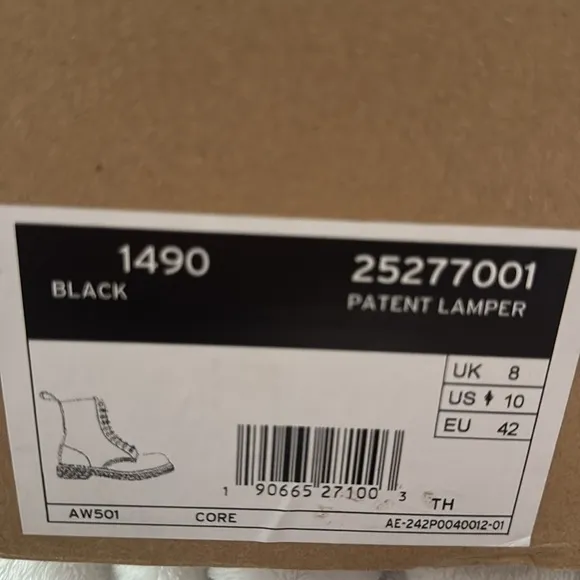 1490 25277001
BLACK PATENT LAMPER
UK 8
US 10
EU 42
1 90665 27100 3 TH
AW501 CORE AE-242P0040012-01